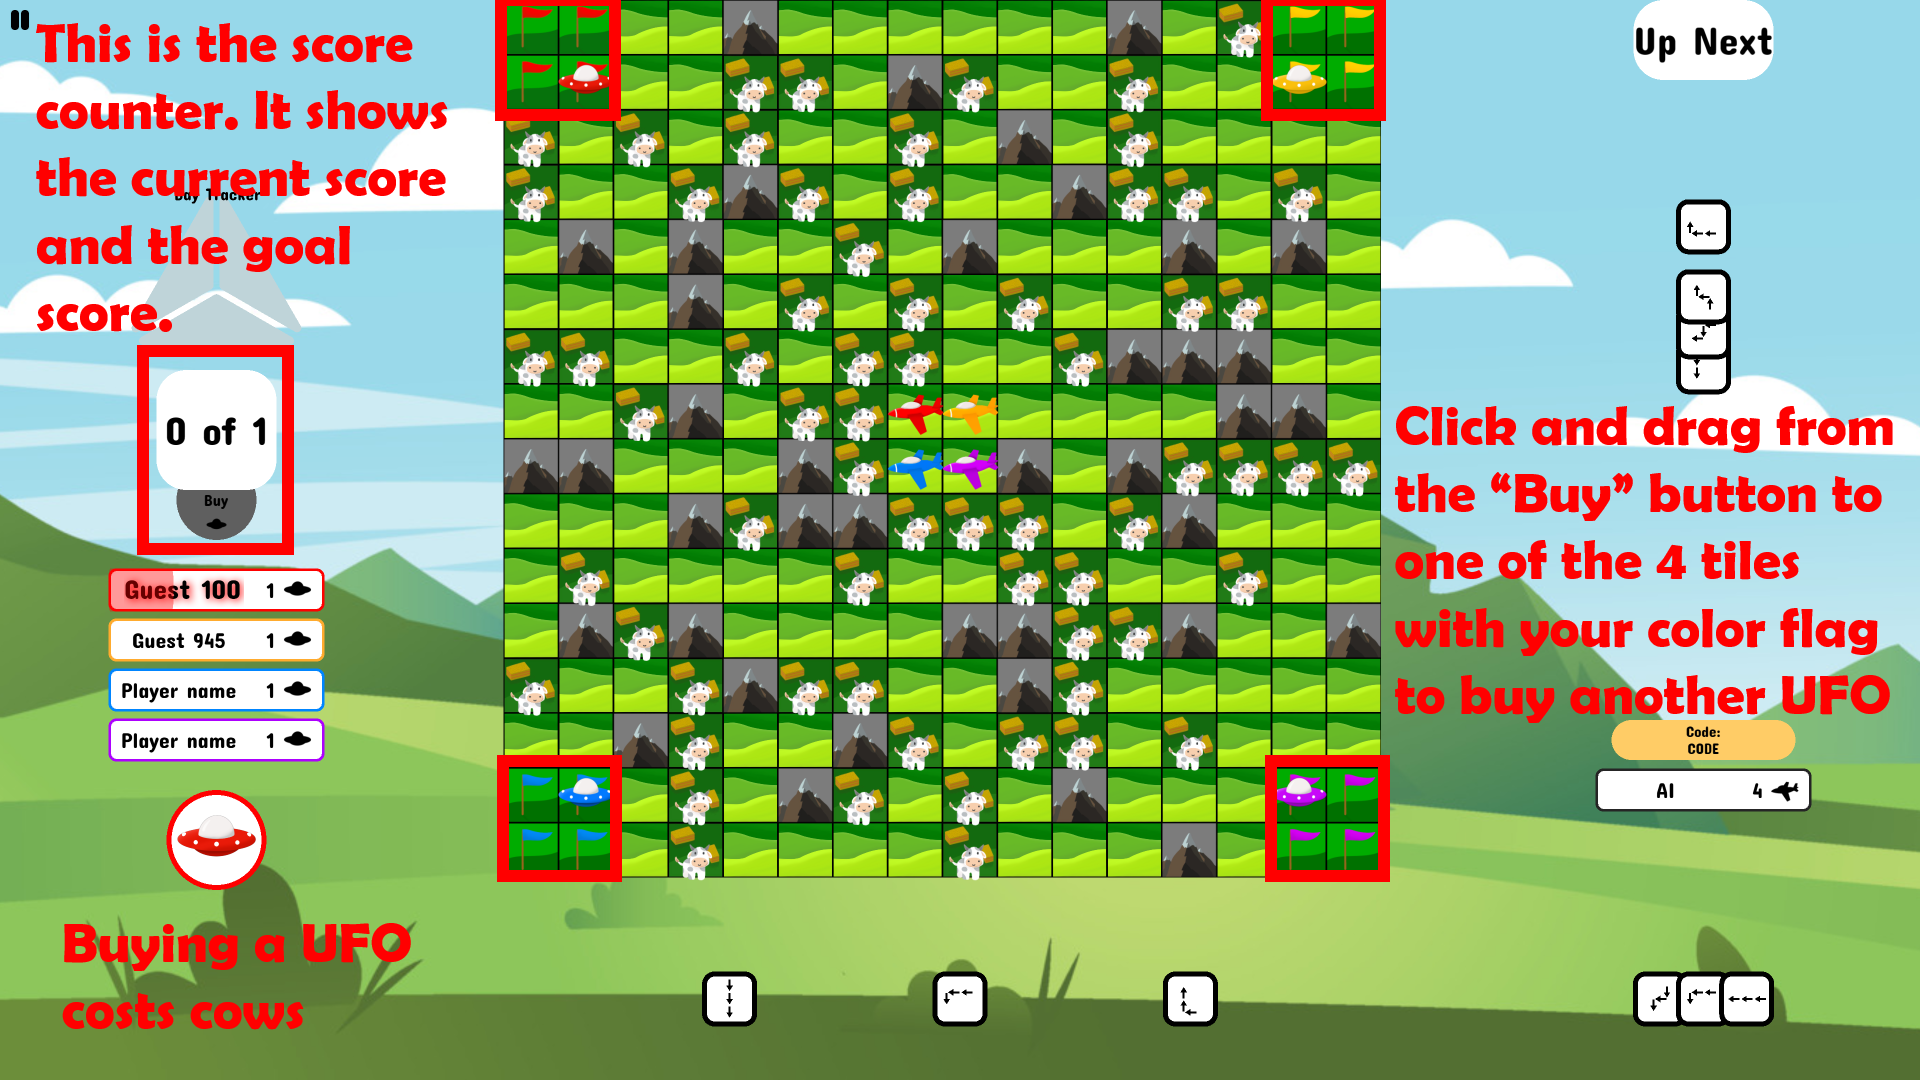 This is the score
counter. It shows
the current score
and the goal
score.
Day Tracker
0 of 1
Buy
Guest 100 1
Guest 945 1
Player name 1
Player name 1
Buying a UFO
costs cows
Up Next
Click and drag from
the “Buy” button to
one of the 4 tiles
with your color flag
to buy another UFO
Code:
CODE
AI 4